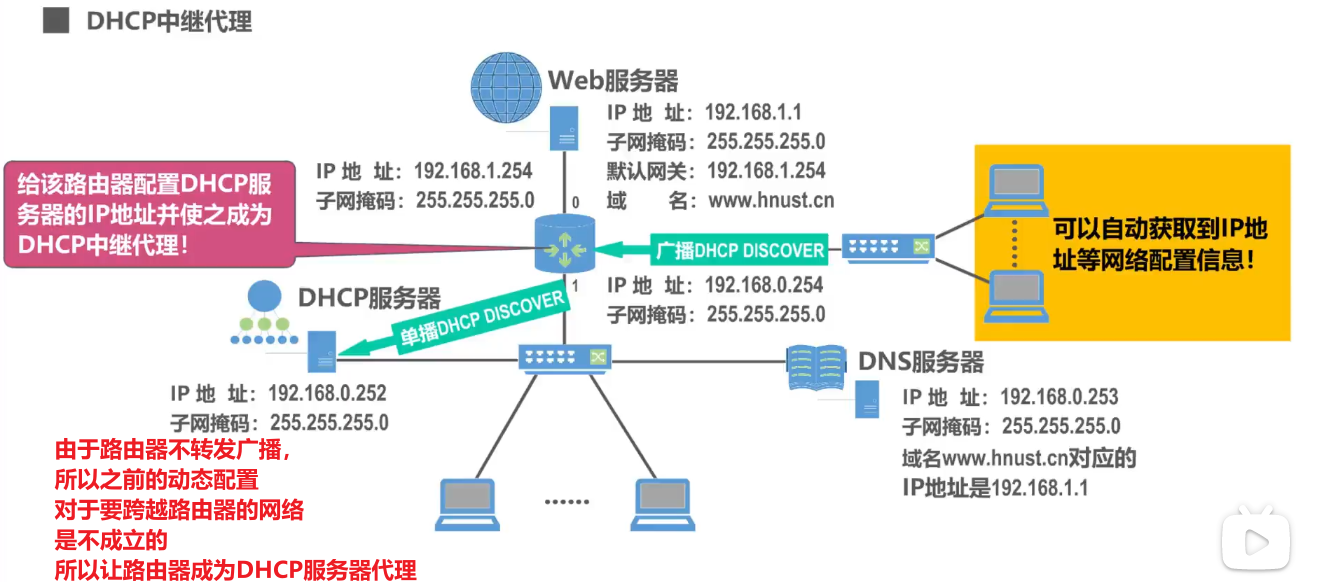 DHCP中继代理
Web服务器
IP 地 址：192.168.1.1
子网掩码：255.255.255.0
默认网关：192.168.1.254
域 名：www.hnust.cn
IP 地 址：192.168.1.254
子网掩码：255.255.255.0
0
给该路由器配置DHCP服
务器的IP地址并使之成为
DHCP中继代理！
广播DHCP DISCOVER
可以自动获取到IP地
址等网络配置信息！
1
IP 地 址：192.168.0.254
子网掩码：255.255.255.0
DHCP服务器
单播DHCP DISCOVER
IP 地 址：192.168.0.252
子网掩码：255.255.255.0
DNS服务器
IP 地 址：192.168.0.253
子网掩码：255.255.255.0
域名www.hnust.cn对应的
IP地址是192.168.1.1
由于路由器不转发广播，
所以之前的动态配置
对于要跨越路由器的网络
是不成立的
所以让路由器成为DHCP服务器代理
······